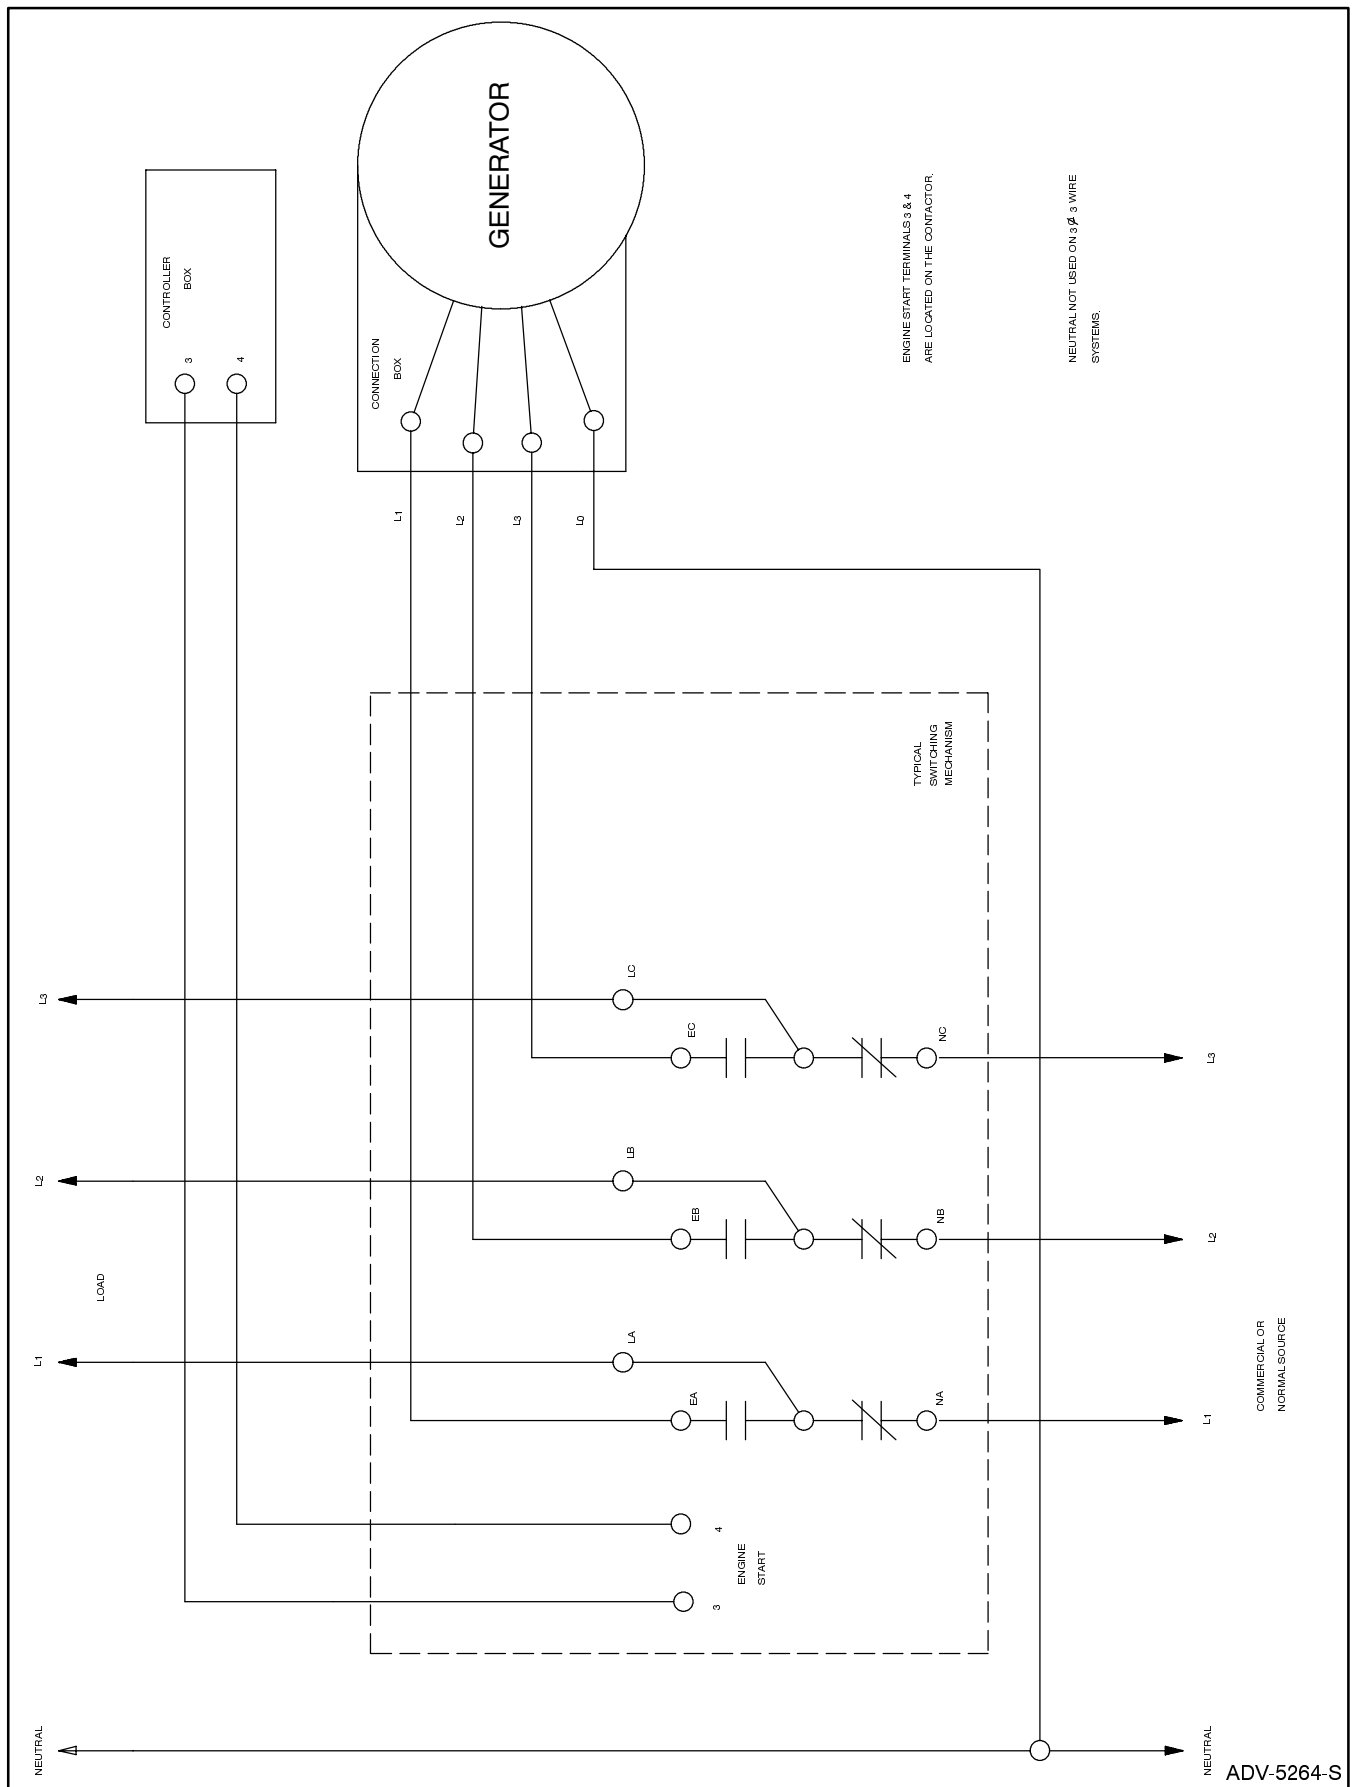 GENERATOR
CONTROLLER
BOX
3
4
CONNECTION
BOX
L1
L2
L3
L0
ENGINE START TERMINALS 3 & 4
ARE LOCATED ON THE CONTACTOR.
NEUTRAL NOT USED ON 3 Ø 3 WIRE
SYSTEMS.
TYPICAL
SWITCHING
MECHANISM
L3
LC
EC
NC
L3
L2
LB
EB
NB
L2
LOAD
L1
LA
EA
NA
L1
COMMERCIAL OR
NORMAL SOURCE
4
ENGINE
START
3
NEUTRAL
NEUTRAL
ADV-5264-S